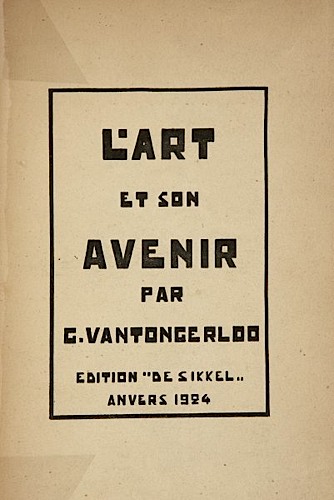 L'ART
ET SON
AVENIR
PAR
G. VANTONGERLOO
EDITION "DE SIKKEL„
ANVERS 1924